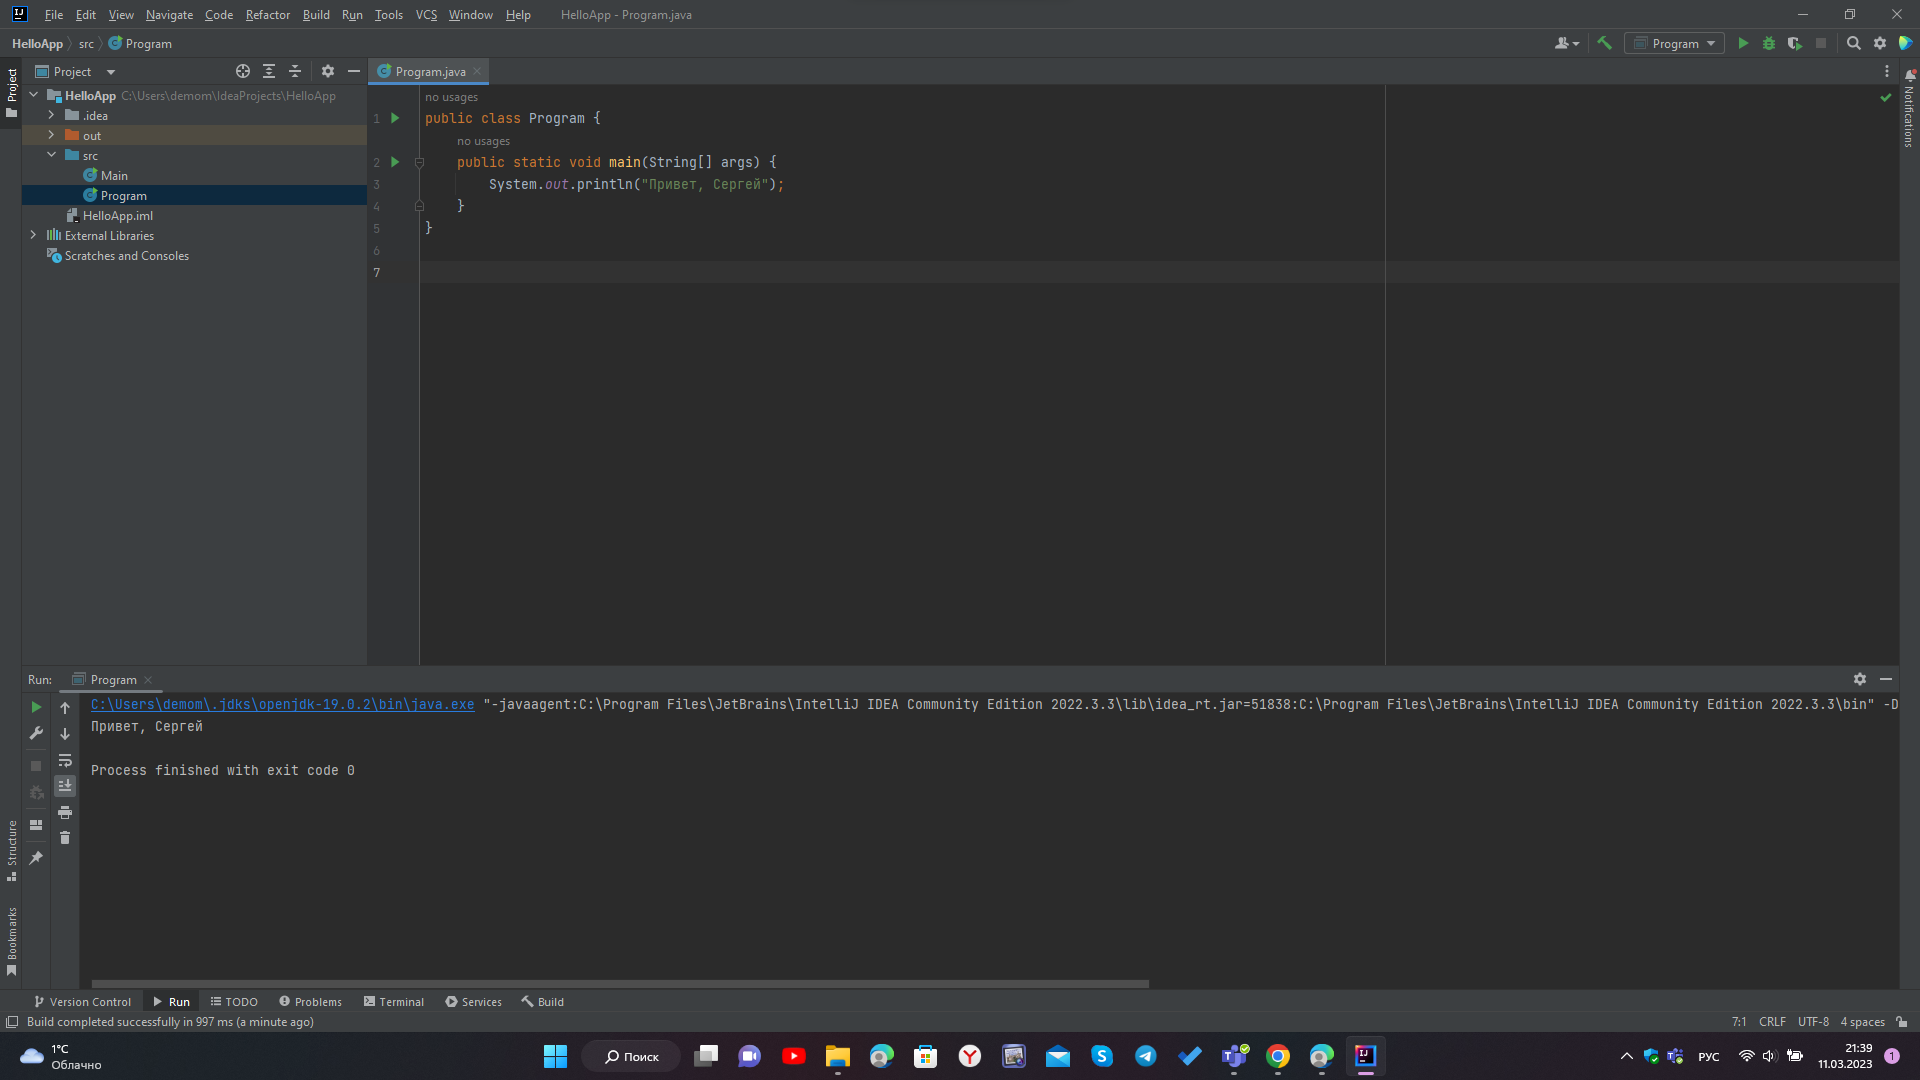 File Edit View Navigate Code Refactor Build Run Tools VCS Window Help HelloApp - Program.java
HelloApp src Program
Program
Project
Project
Program.java
HelloApp C:\Users\demom\IdeaProjects\HelloApp
.idea
out
src
Main
Program
HelloApp.iml
External Libraries
Scratches and Consoles
no usages
1 public class Program {
no usages
2 public static void main(String[] args) {
3 System.out.println("Привет, Сергей");
4 }
5 }
6
7
Notifications
Run: Program
C:\Users\demom\.jdks\openjdk-19.0.2\bin\java.exe "-javaagent:C:\Program Files\JetBrains\IntelliJ IDEA Community Edition 2022.3.3\lib\idea_rt.jar=51838:C:\Program Files\JetBrains\IntelliJ IDEA Community Edition 2022.3.3\bin" -D
Привет, Сергей
Process finished with exit code 0
Structure
Bookmarks
Version Control Run TODO Problems Terminal Services Build
Build completed successfully in 997 ms (a minute ago)
7:1 CRLF UTF-8 4 spaces
1°C
Облачно
Поиск
РУС
21:39
11.03.2023
1